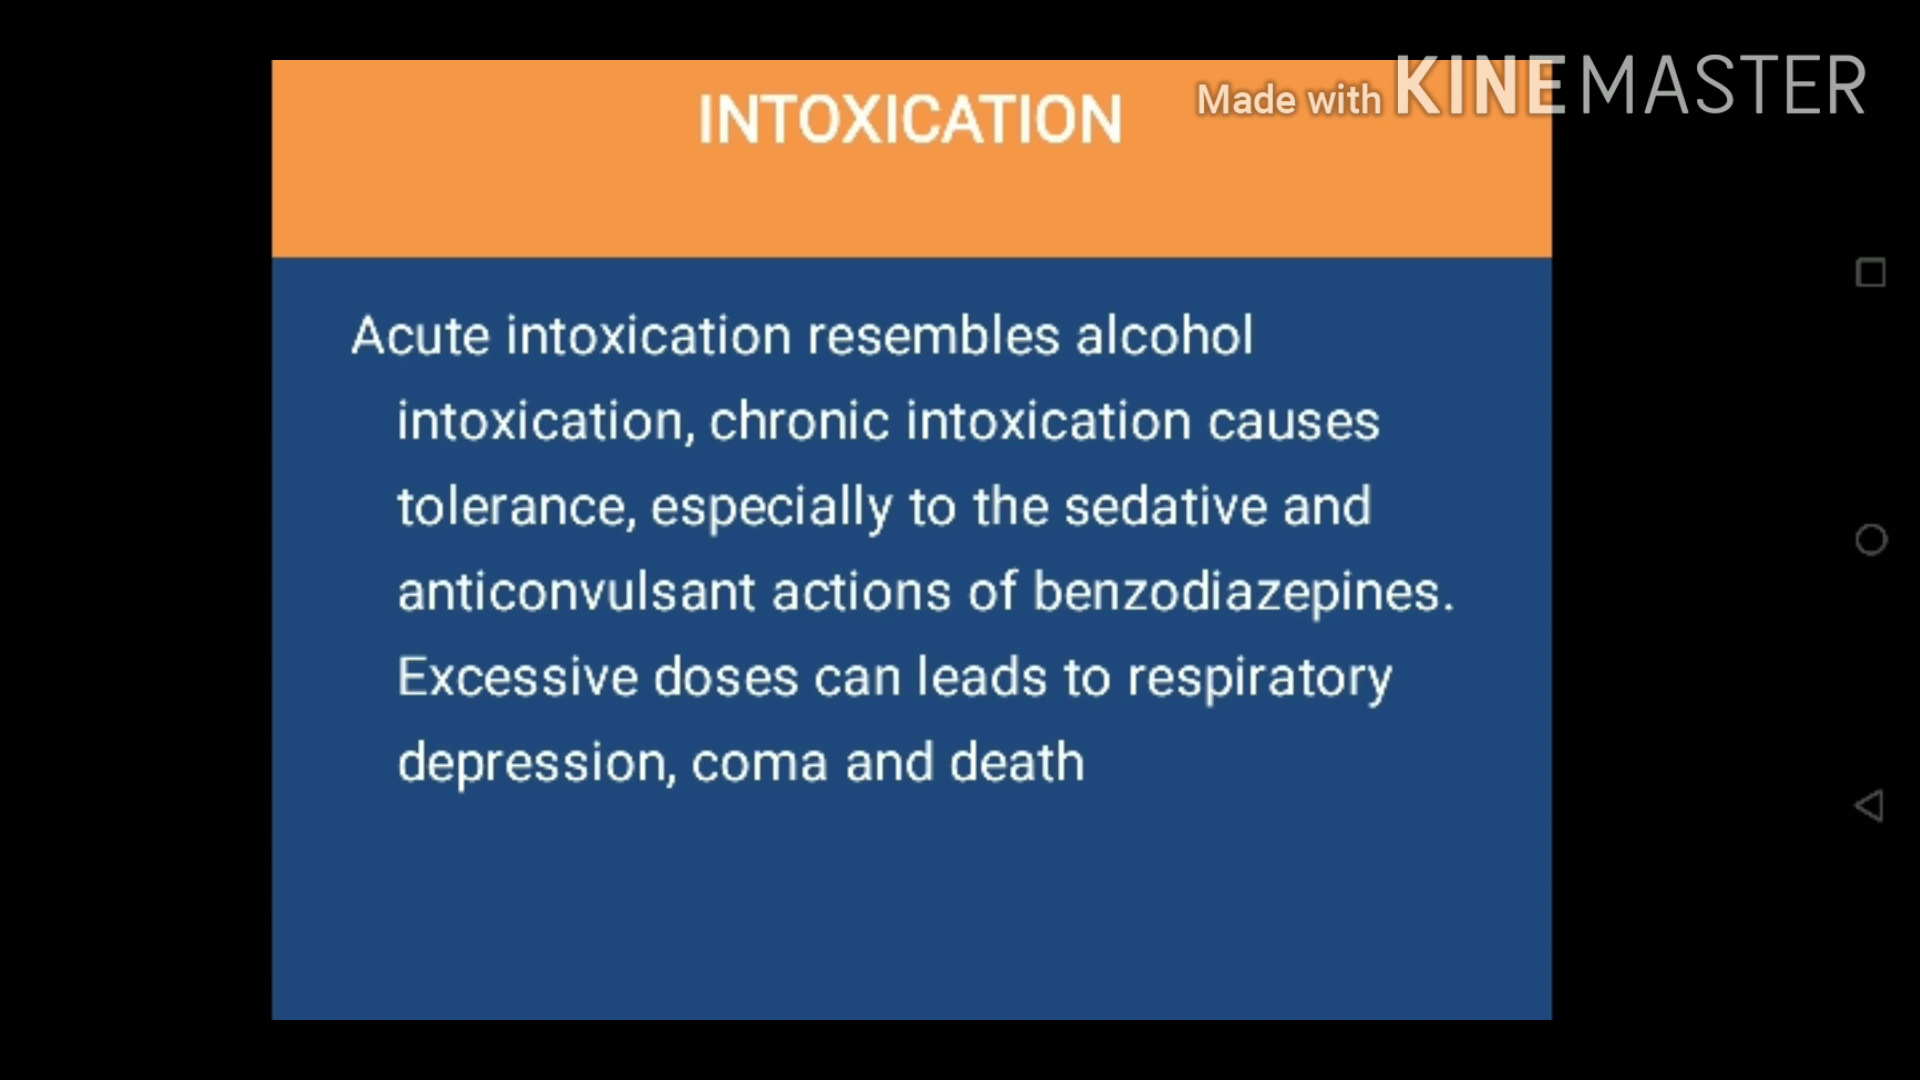 INTOXICATION
Made with KINEMASTER
Acute intoxication resembles alcohol
intoxication, chronic intoxication causes
tolerance, especially to the sedative and
anticonvulsant actions of benzodiazepines.
Excessive doses can leads to respiratory
depression, coma and death